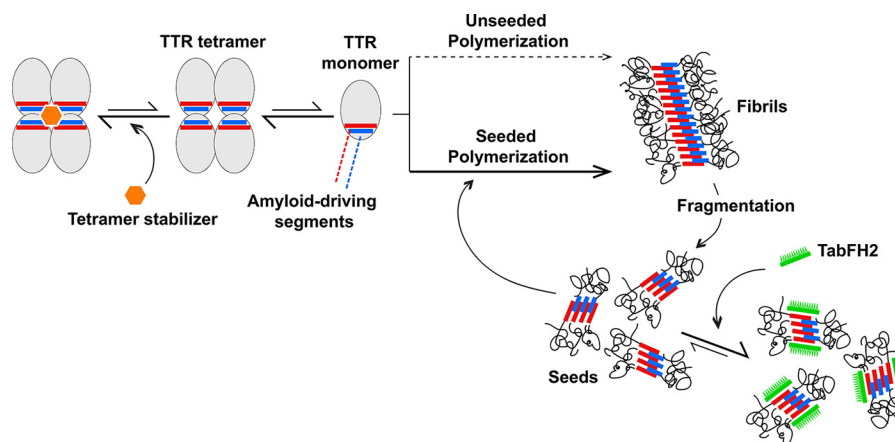 TTR tetramer
TTR
monomer
Unseeded
Polymerization
Seeded
Polymerization
Fibrils
Tetramer stabilizer
Amyloid-driving
segments
Fragmentation
TabFH2
Seeds